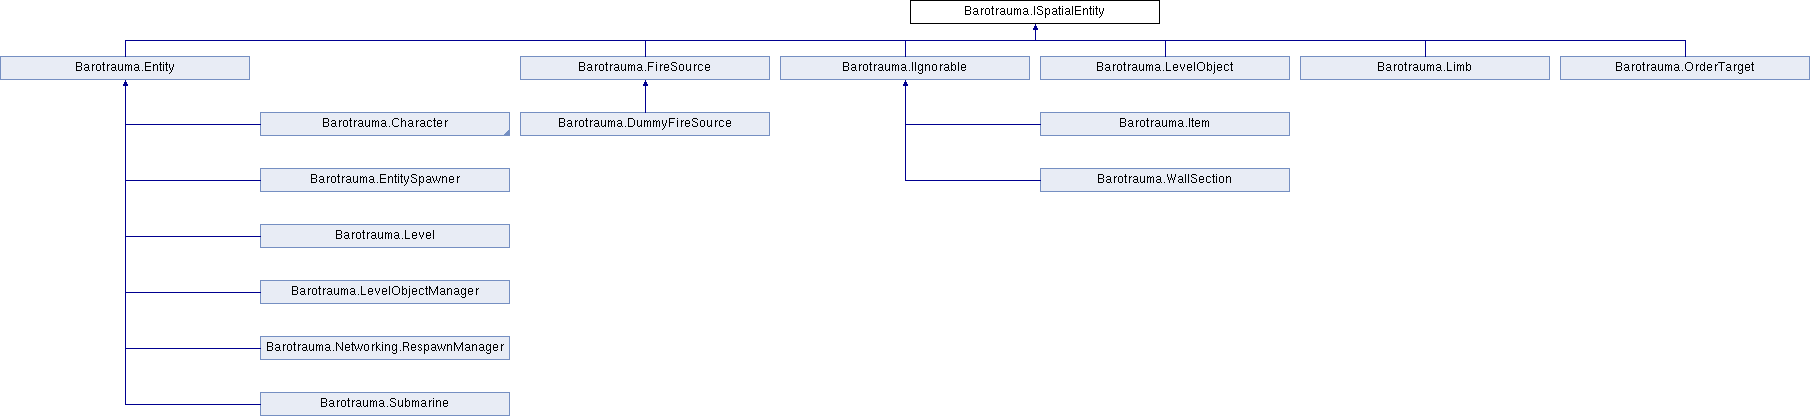 Barotrauma.ISpatialEntity
Barotrauma.Entity
Barotrauma.FireSource
Barotrauma.IIgnorable
Barotrauma.LevelObject
Barotrauma.Limb
Barotrauma.OrderTarget
Barotrauma.Character
Barotrauma.DummyFireSource
Barotrauma.Item
Barotrauma.EntitySpawner
Barotrauma.WallSection
Barotrauma.Level
Barotrauma.LevelObjectManager
Barotrauma.Networking.RespawnManager
Barotrauma.Submarine